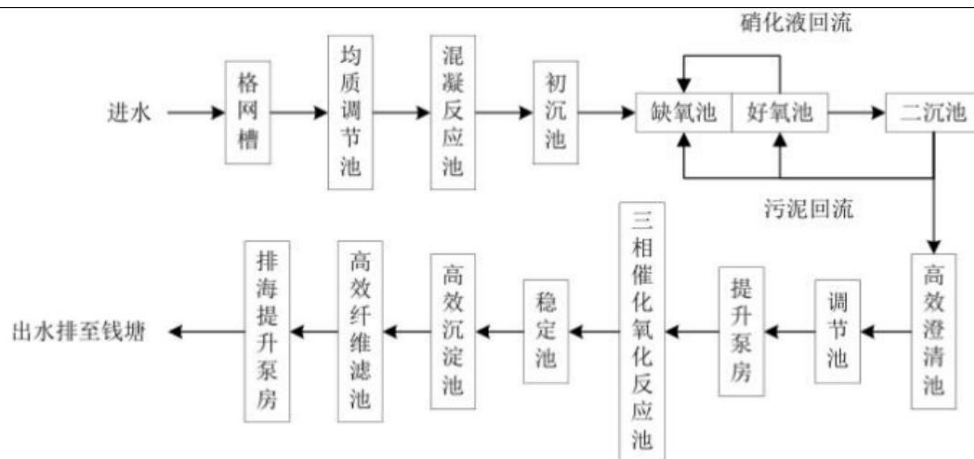 硝化液回流
进水
格网槽
均质调节池
混凝反应池
初沉池
缺氧池
好氧池
二沉池
污泥回流
出水排至钱塘
排海提升泵房
高效纤维滤池
高效沉淀池
稳定池
三相催化氧化反应池
提升泵房
调节池
高效澄清池